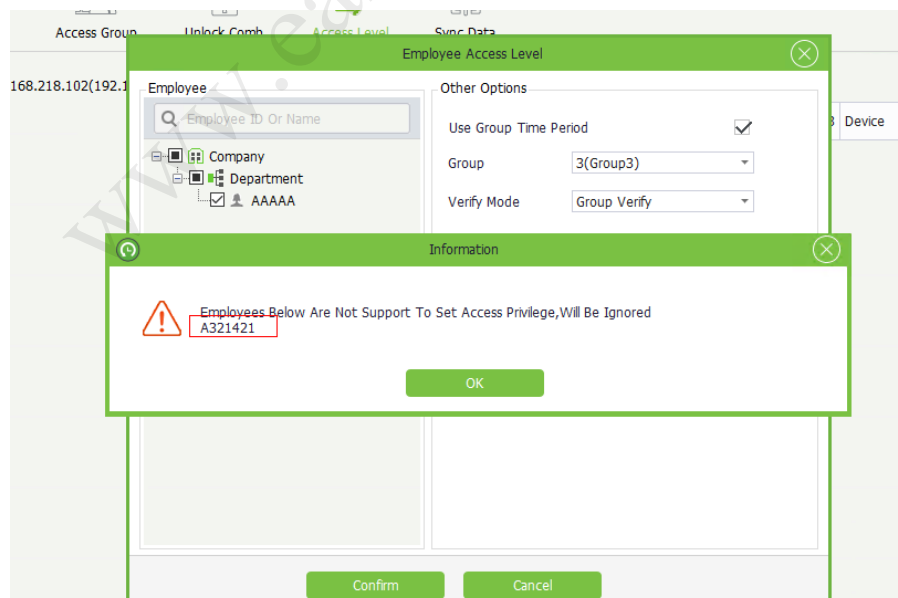 Access Group Unlock Comb Access Level Sync Data
Employee Access Level
168.218.102(192.1
Employee
Other Options
Employee ID Or Name
Use Group Time Period
Device
Company
Group 3(Group3)
Department
AAAAA
Verify Mode Group Verify
Information
Employees Below Are Not Support To Set Access Privilege,Will Be Ignored
A321421
OK
Confirm Cancel